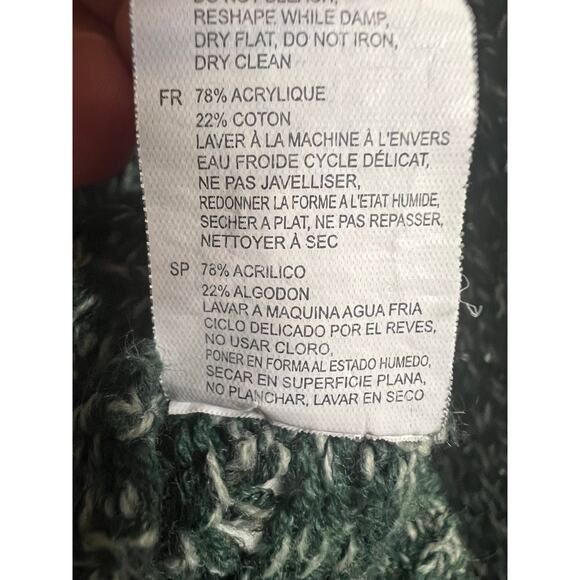 DO NOT BLEACH,
RESHAPE WHILE DAMP,
DRY FLAT, DO NOT IRON,
DRY CLEAN
FR 78% ACRYLIQUE
22% COTON
LAVER À LA MACHINE À L'ENVERS
EAU FROIDE CYCLE DÉLICAT,
NE PAS JAVELLISER,
REDONNER LA FORME A L'ETAT HUMIDE,
SECHER A PLAT, NE PAS REPASSER,
NETTOYER À SEC
SP 78% ACRILICO
22% ALGODON
LAVAR A MAQUINA AGUA FRIA
CICLO DELICADO POR EL REVES,
NO USAR CLORO,
PONER EN FORMA AL ESTADO HUMEDO,
SECAR EN SUPERFICIE PLANA,
NO PLANCHAR, LAVAR EN SECO